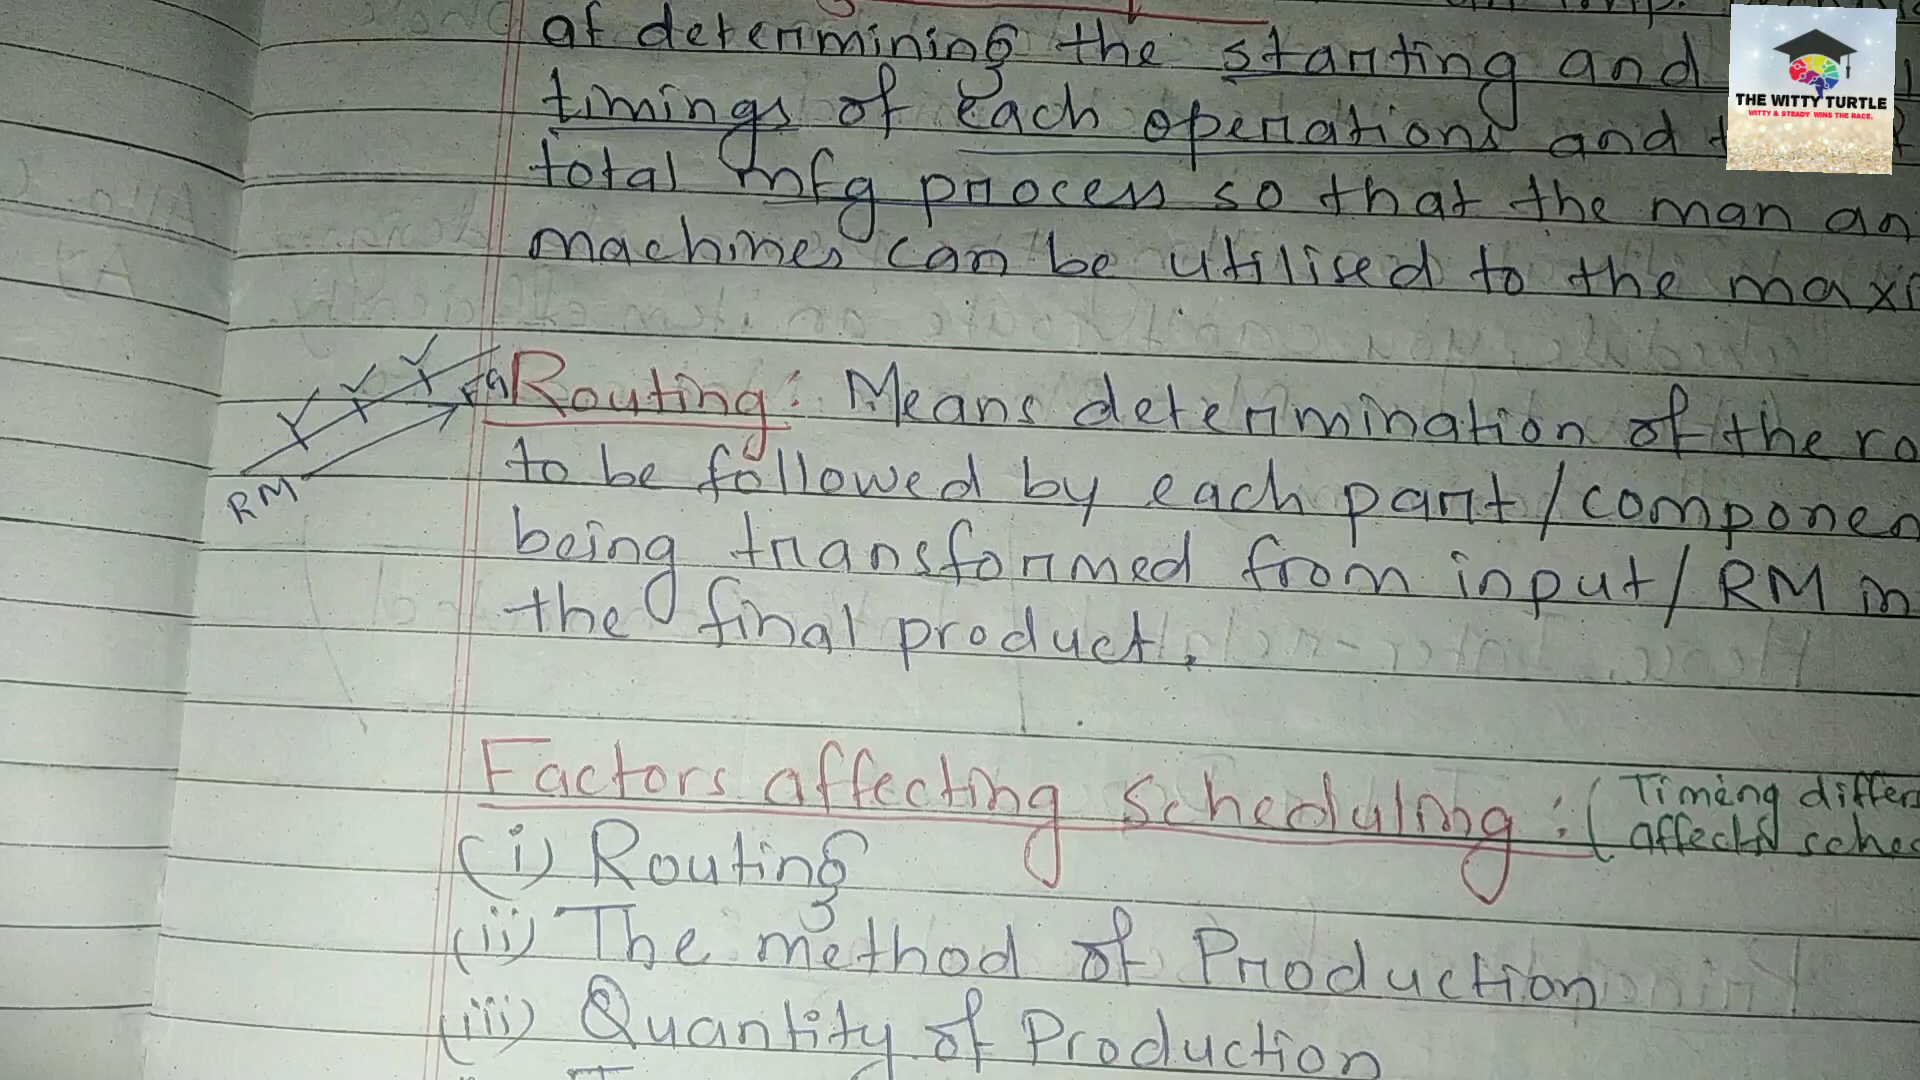 of determining the starting and
timings of each operations and
total mfg process so that the man an
machines can be utilised to the maxi
Routing: Means determination of the ro
to be followed by each part/componen
being transformed from input/RM in
the final product.
RM
FG
Factors affecting scheduling: (Timing differ
affects sche
(i) Routing
(ii) The method of Production
(iii) Quantity of Production
THE WITTY TURTLE
WITTY & STEADY WINS THE RACE.